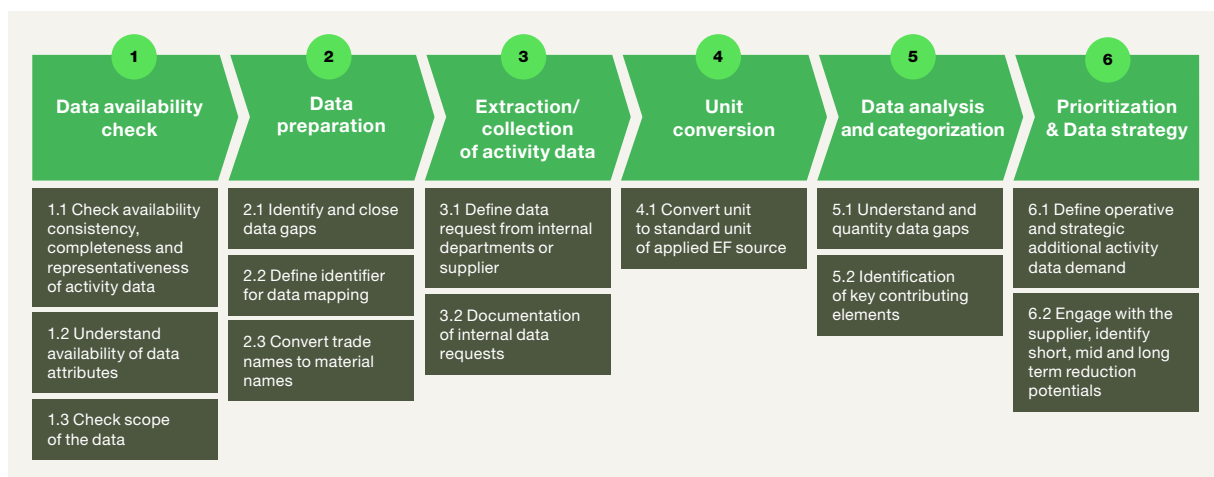 1
Data availability
check
1.1 Check availability
consistency,
completeness and
representativeness
of activity data
1.2 Understand
availability of data
attributes
1.3 Check scope
of the data
2
Data
preparation
2.1 Identify and close
data gaps
2.2 Define identifier
for data mapping
2.3 Convert trade
names to material
names
3
Extraction/
collection
of activity data
3.1 Define data
request from internal
departments or
supplier
3.2 Documentation
of internal data
requests
4
Unit
conversion
4.1 Convert unit
to standard unit
of applied EF source
5
Data analysis
and categorization
5.1 Understand and
quantity data gaps
5.2 Identification
of key contributing
elements
6
Prioritization
& Data strategy
6.1 Define operative
and strategic
additional activity
data demand
6.2 Engage with the
supplier, identify
short, mid and long
term reduction
potentials